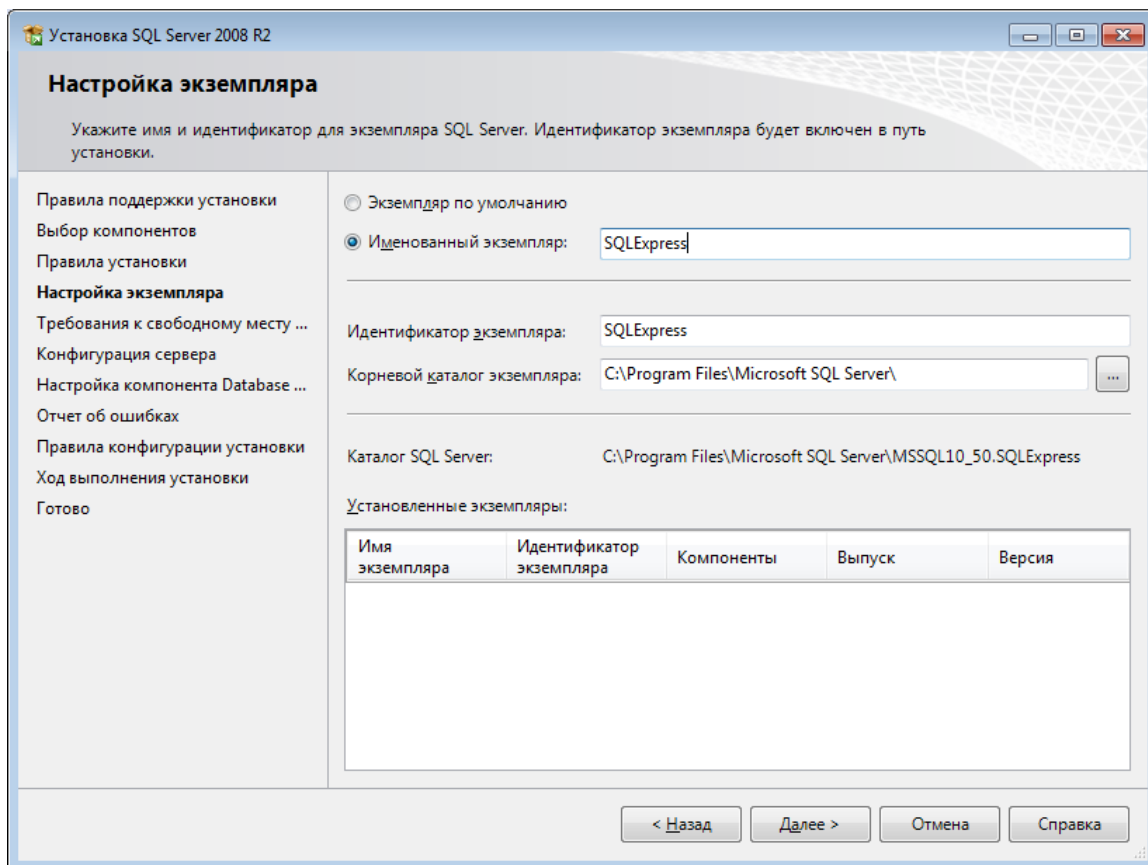 Установка SQL Server 2008 R2
Настройка экземпляра
Укажите имя и идентификатор для экземпляра SQL Server. Идентификатор экземпляра будет включен в путь
установки.
Правила поддержки установки
Выбор компонентов
Правила установки
Настройка экземпляра
Требования к свободному месту ...
Конфигурация сервера
Настройка компонента Database ...
Отчет об ошибках
Правила конфигурации установки
Ход выполнения установки
Готово
Экземпляр по умолчанию
Именованный экземпляр: SQLExpress
Идентификатор экземпляра: SQLExpress
Корневой каталог экземпляра: C:\Program Files\Microsoft SQL Server\ ...
Каталог SQL Server: C:\Program Files\Microsoft SQL Server\MSSQL10_50.SQLExpress
Установленные экземпляры:
Имя экземпляра Идентификатор экземпляра Компоненты Выпуск Версия
< Назад Далее > Отмена Справка